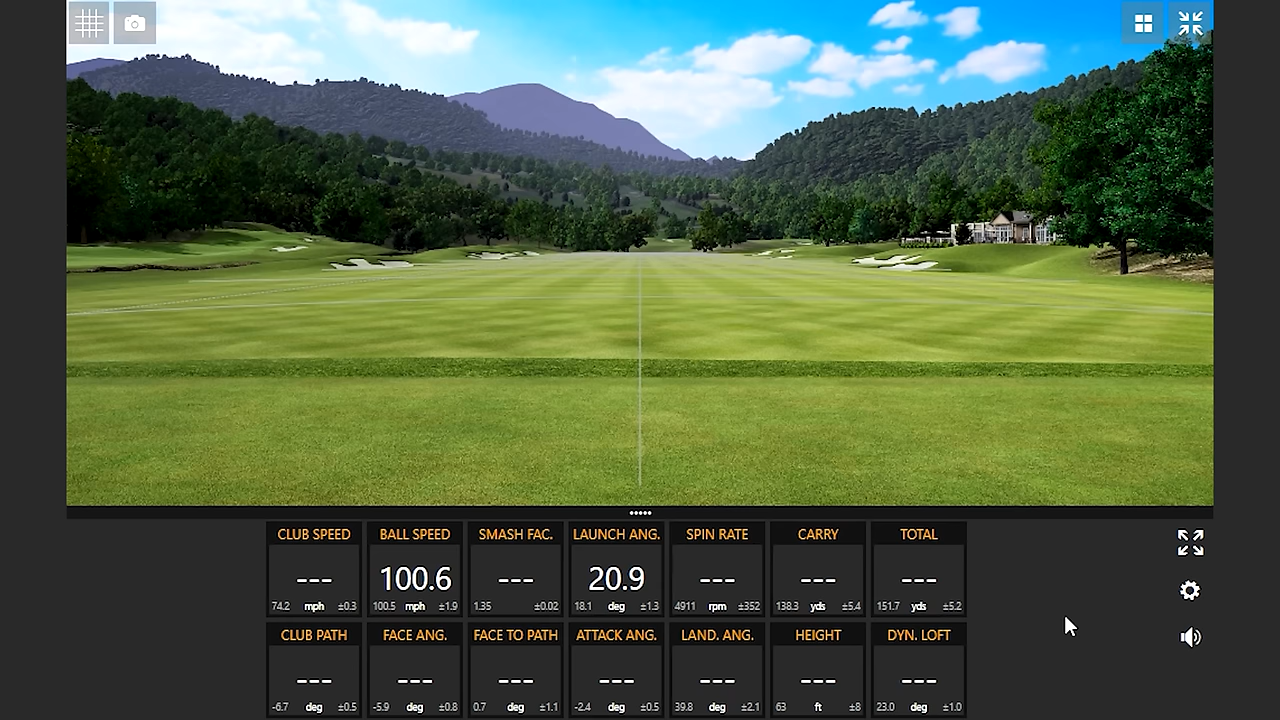 CLUB SPEED BALL SPEED SMASH FAC. LAUNCH ANG. SPIN RATE CARRY TOTAL
--- 100.6 --- 20.9 --- --- ---
74.2 mph ±0.3 100.5 mph ±1.9 1.35 ±0.02 18.1 deg ±1.3 4911 rpm ±352 138.3 yds ±5.4 151.7 yds ±5.2
CLUB PATH FACE ANG. FACE TO PATH ATTACK ANG. LAND. ANG. HEIGHT DYN. LOFT
--- --- --- --- --- --- ---
-6.7 deg ±0.5 -5.9 deg ±0.8 0.7 deg ±1.1 -2.4 deg ±0.5 39.8 deg ±2.1 63 ft ±8 23.0 deg ±1.0